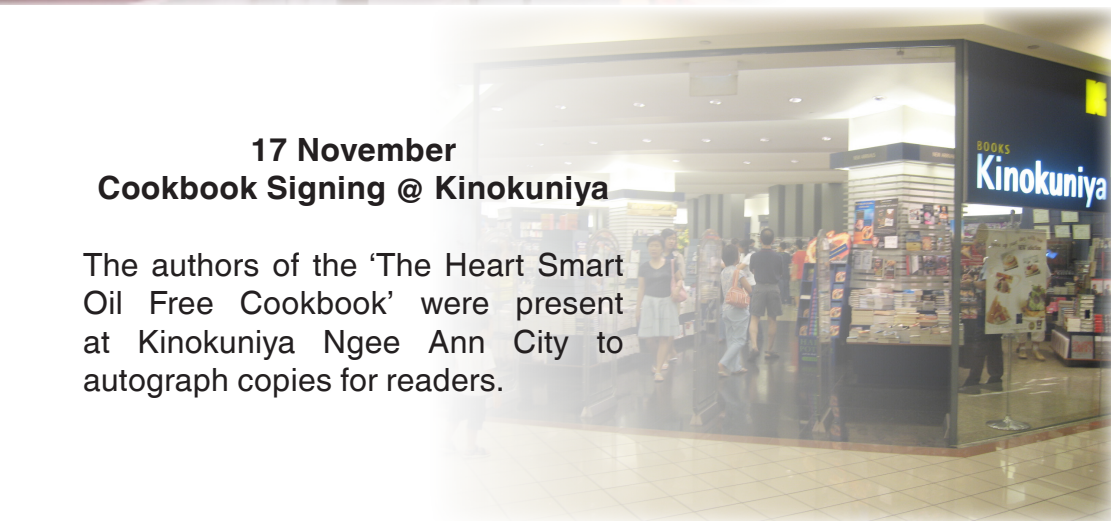 17 November
Cookbook Signing @ Kinokuniya
The authors of the ‘The Heart Smart
Oil Free Cookbook’ were present
at Kinokuniya Ngee Ann City to
autograph copies for readers.
BOOKS
Kinokuniya